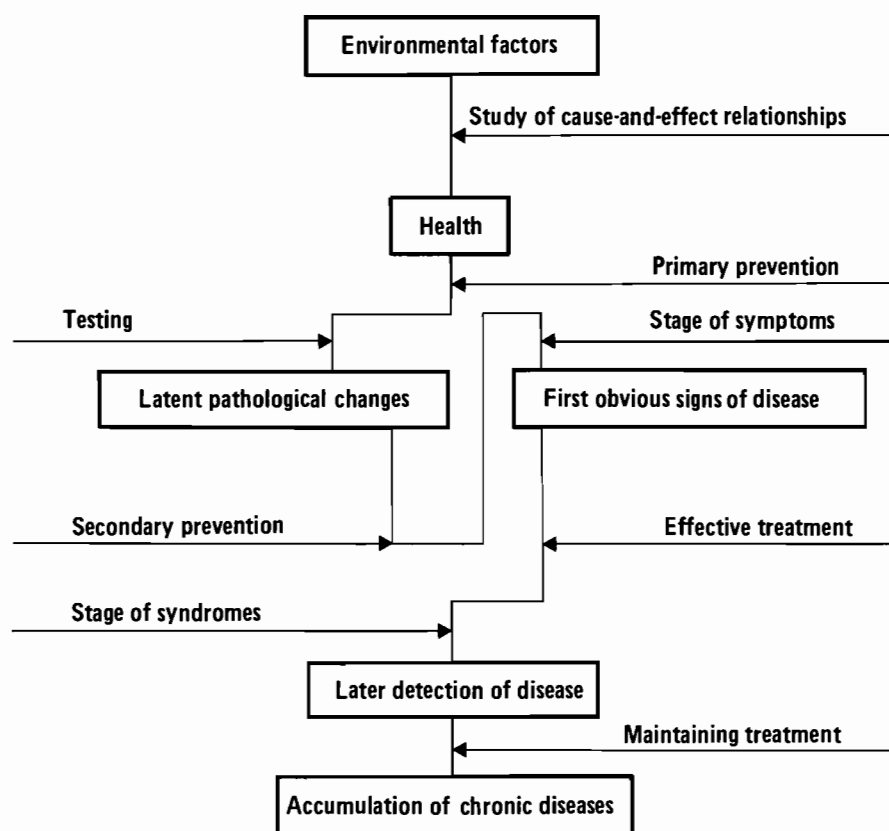 Environmental factors
Study of cause-and-effect relationships
Health
Primary prevention
Testing
Stage of symptoms
Latent pathological changes
First obvious signs of disease
Secondary prevention
Effective treatment
Stage of syndromes
Later detection of disease
Maintaining treatment
Accumulation of chronic diseases